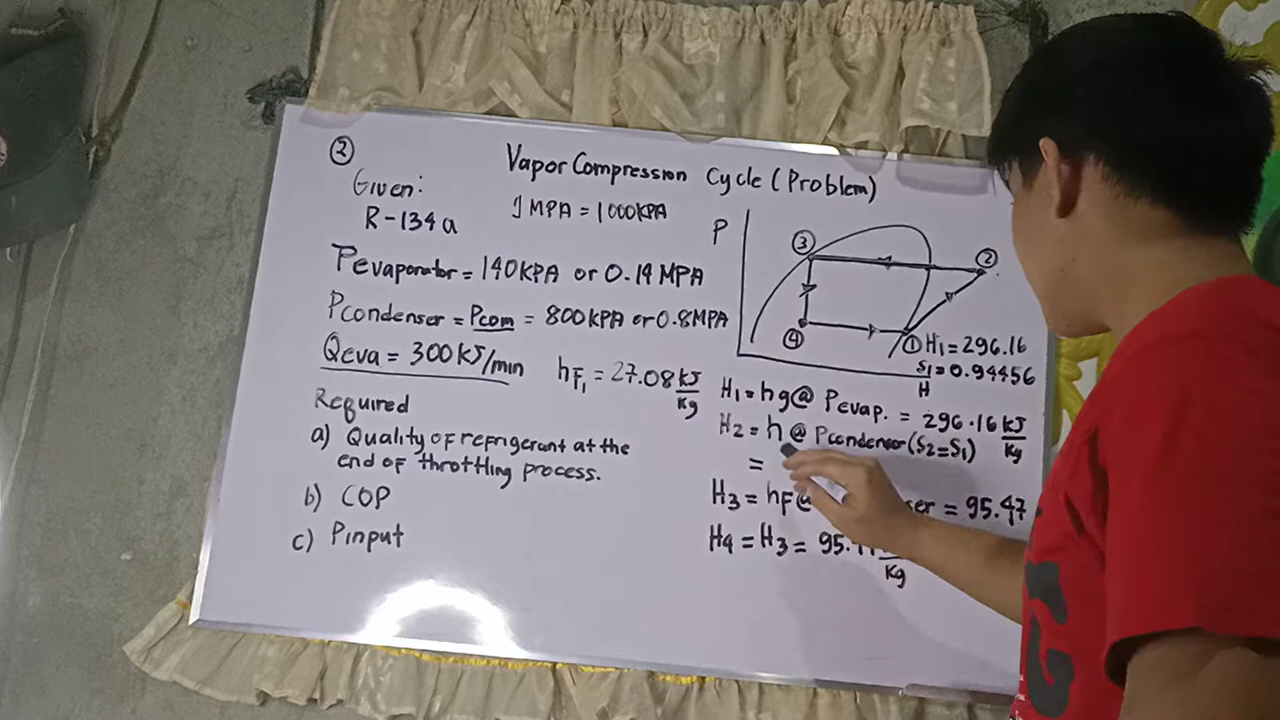 ②
Vapor Compression Cycle (Problem)
Given:
R-134a
1 MPA = 1000KPA
Pevaporator = 140KPA or 0.14 MPA
Pcondenser = Pcom = 800KPA or 0.8MPA
Qeva = 300 KJ/min
hF₁ = 27.08 KJ/Kg
Required
a) Quality of refrigerant at the
end of throttling process.
b) COP
c) Pinput
P
③
②
④
① H₁ = 296.16
S₁ = 0.94456
H
H₁ = hg@ Pevap. = 296.16 KJ/Kg
H₂ = h @ Pcondenser (S₂=S₁)
=
H₃ = hF@ = 95.47
H₄ = H₃ = 95. Kg